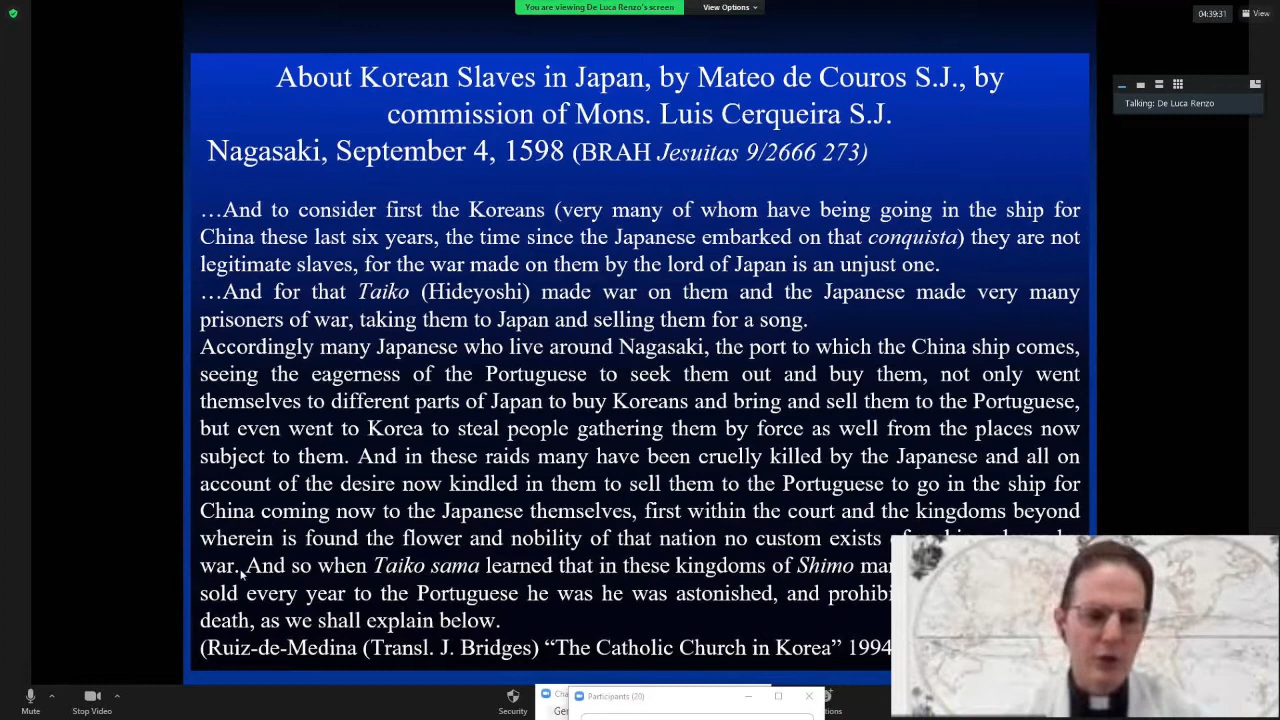 You are viewing De Luca Renzo's screen
View Options
04:39:31
View
Talking: De Luca Renzo
About Korean Slaves in Japan, by Mateo de Couros S.J., by
commission of Mons. Luis Cerqueira S.J.
Nagasaki, September 4, 1598 (BRAH Jesuitas 9/2666 273)
…And to consider first the Koreans (very many of whom have being going in the ship for
China these last six years, the time since the Japanese embarked on that conquista) they are not
legitimate slaves, for the war made on them by the lord of Japan is an unjust one.
…And for that Taiko (Hideyoshi) made war on them and the Japanese made very many
prisoners of war, taking them to Japan and selling them for a song.
Accordingly many Japanese who live around Nagasaki, the port to which the China ship comes,
seeing the eagerness of the Portuguese to seek them out and buy them, not only went
themselves to different parts of Japan to buy Koreans and bring and sell them to the Portuguese,
but even went to Korea to steal people gathering them by force as well from the places now
subject to them. And in these raids many have been cruelly killed by the Japanese and all on
account of the desire now kindled in them to sell them to the Portuguese to go in the ship for
China coming now to the Japanese themselves, first within the court and the kingdoms beyond
wherein is found the flower and nobility of that nation no custom exists
war. And so when Taiko sama learned that in these kingdoms of Shimo
sold every year to the Portuguese he was he was astonished, and
death, as we shall explain below.
(Ruiz-de-Medina (Transl. J. Bridges) “The Catholic Church in Korea” 1994
Mute
Stop Video
Security
Participants (20)